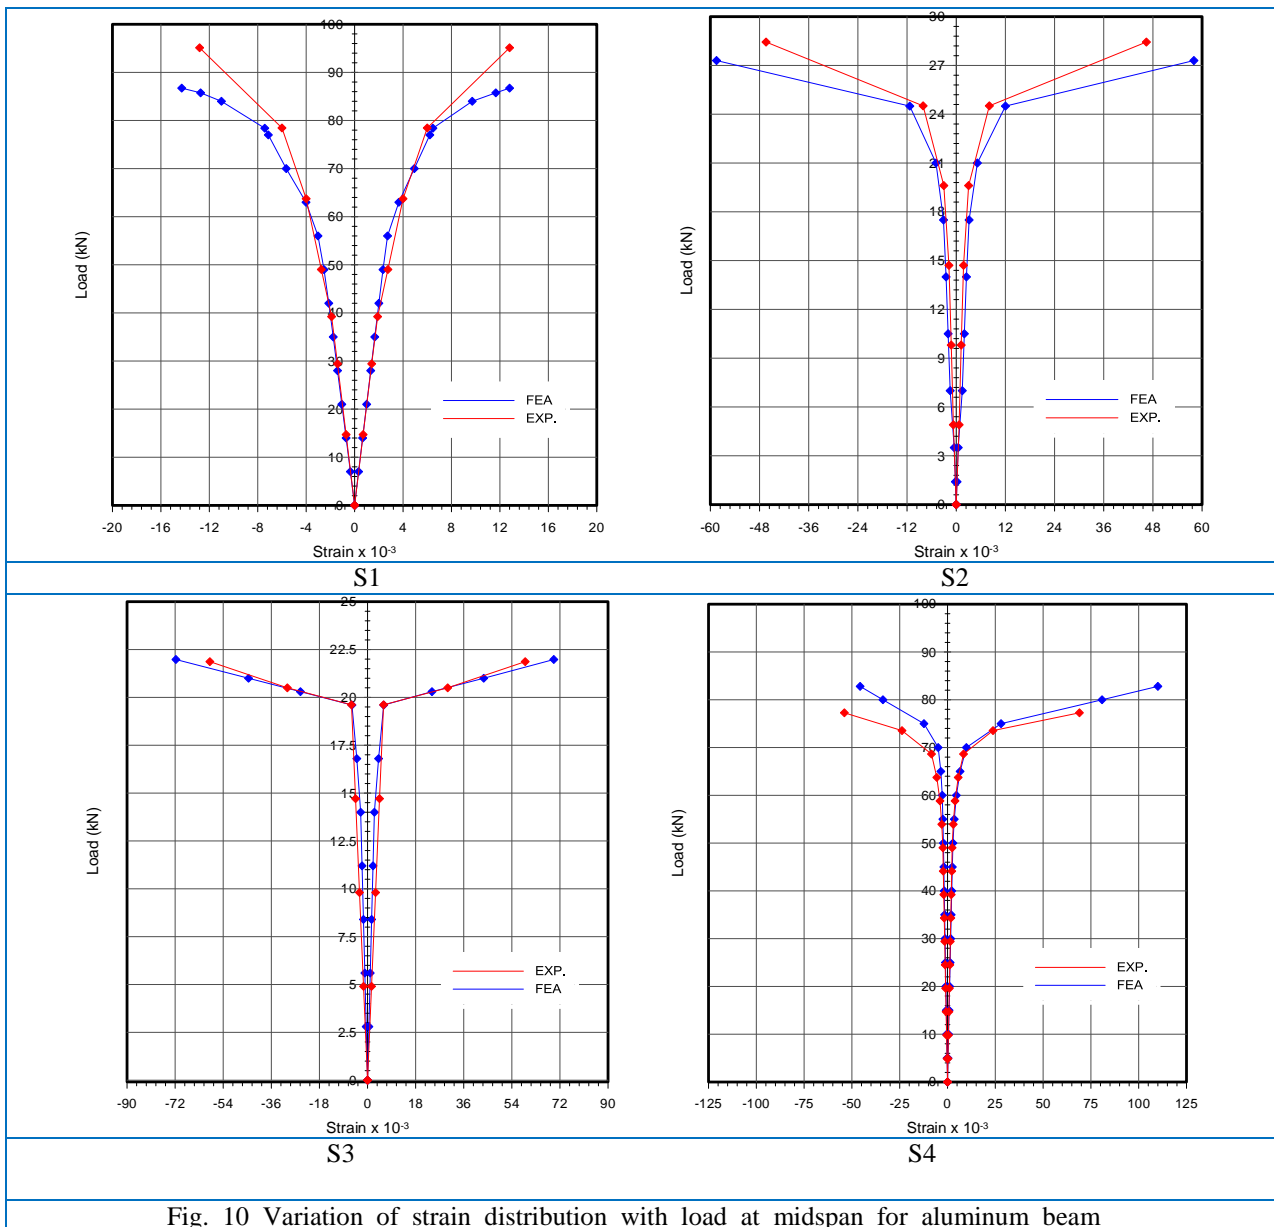 100
90
80
70
60
50
40
30
20
10
0
Load (kN)
FEA
EXP.
-20 -16 -12 -8 -4 0 4 8 12 16 20
Strain x 10-3
30
27
24
21
18
15
12
9
6
3
0
Load (kN)
FEA
EXP.
-60 -48 -36 -24 -12 0 12 24 36 48 60
Strain x 10-3
S1 S2
25
22.5
20
17.5
15
12.5
10
7.5
5
2.5
0
Load (kN)
EXP.
FEA
-90 -72 -54 -36 -18 0 18 36 54 72 90
Strain x 10-3
100
90
80
70
60
50
40
30
20
10
0
Load (kN)
EXP.
FEA
-125 -100 -75 -50 -25 0 25 50 75 100 125
Strain x 10-3
S3 S4
Fig. 10 Variation of strain distribution with load at midspan for aluminum beam